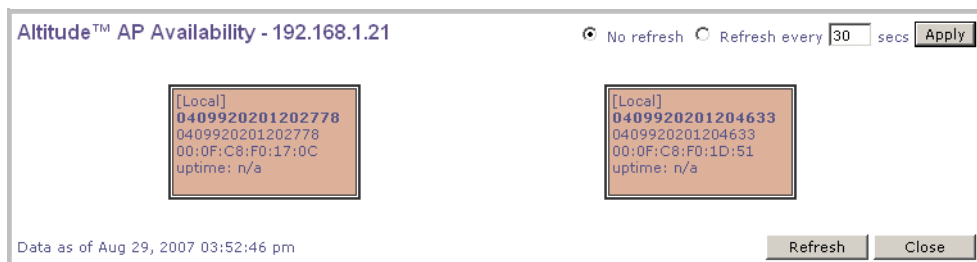 Altitude™ AP Availability - 192.168.1.21
No refresh Refresh every 30 secs Apply
[Local]
0409920201202778
0409920201202778
00:0F:C8:F0:17:0C
uptime: n/a
[Local]
0409920201204633
0409920201204633
00:0F:C8:F0:1D:51
uptime: n/a
Data as of Aug 29, 2007 03:52:46 pm
Refresh Close